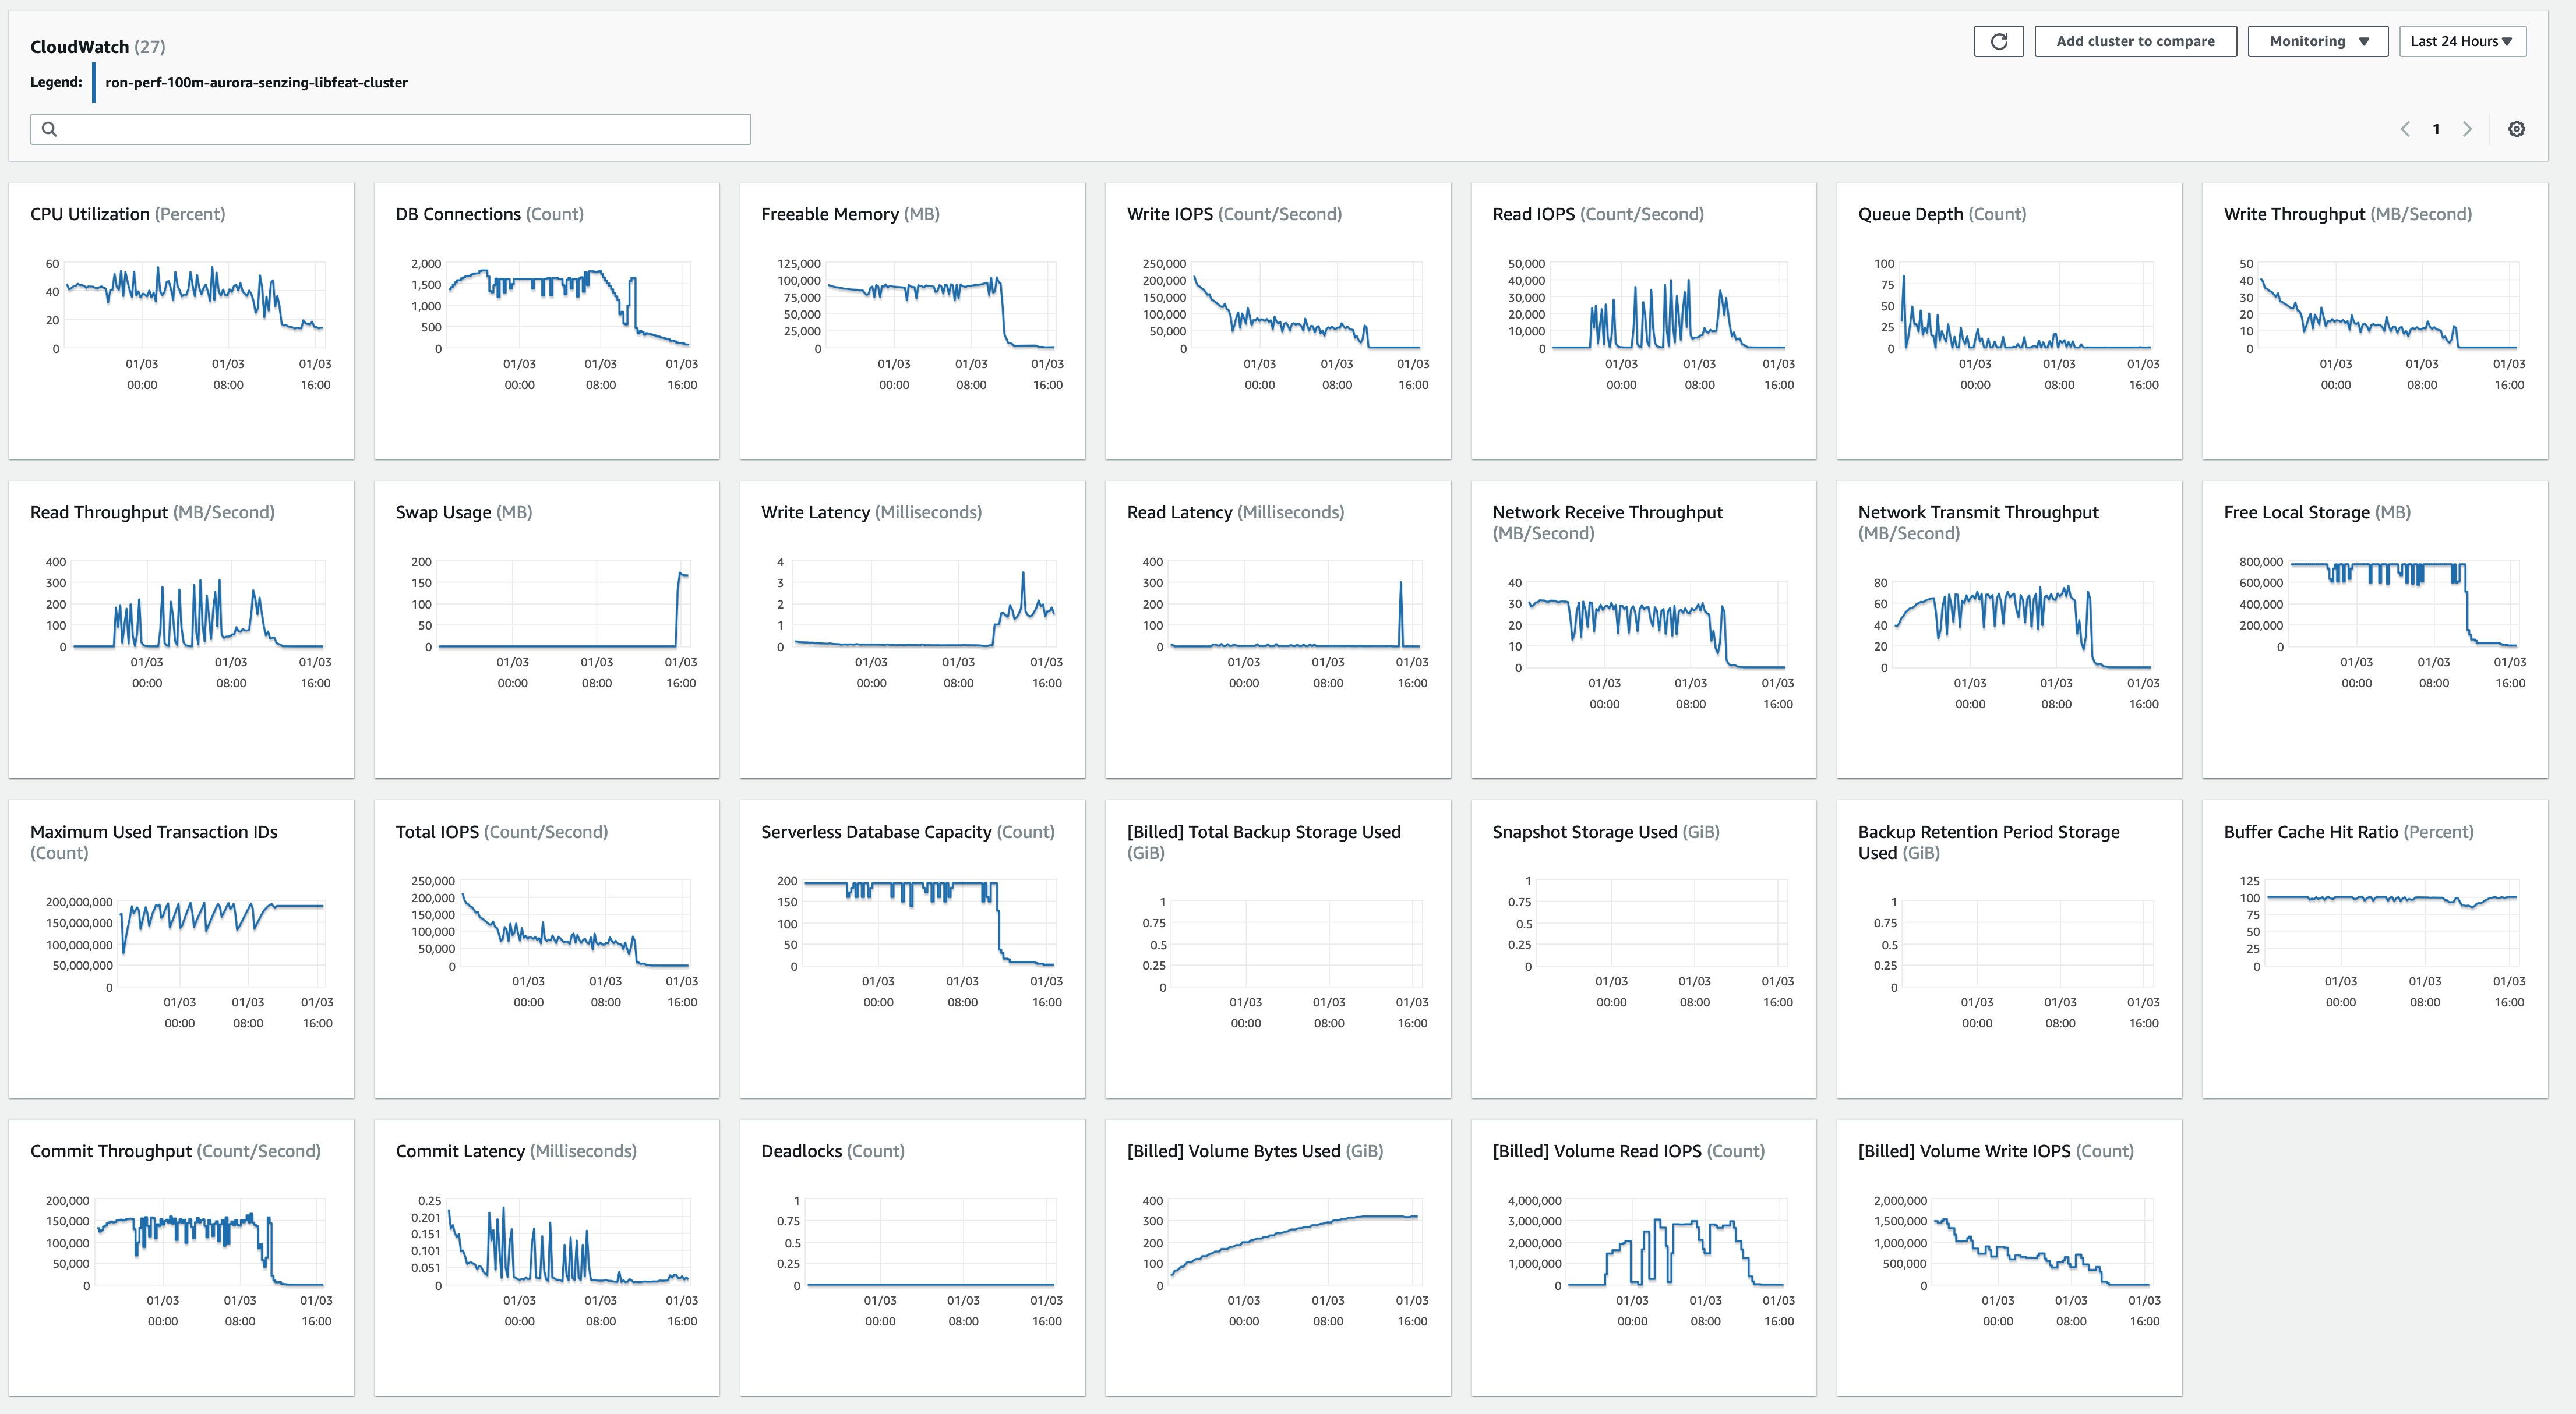 CloudWatch (27)
Add cluster to compare
Monitoring
Last 24 Hours
Legend:
ron-perf-100m-aurora-senzing-libfeat-cluster
1
CPU Utilization (Percent)
60
40
20
0
01/03 01/03 01/03
00:00 08:00 16:00
DB Connections (Count)
2,000
1,500
1,000
500
0
01/03 01/03 01/03
00:00 08:00 16:00
Freeable Memory (MB)
125,000
100,000
75,000
50,000
25,000
0
01/03 01/03 01/03
00:00 08:00 16:00
Write IOPS (Count/Second)
250,000
200,000
150,000
100,000
50,000
0
01/03 01/03 01/03
00:00 08:00 16:00
Read IOPS (Count/Second)
50,000
40,000
30,000
20,000
10,000
0
01/03 01/03 01/03
00:00 08:00 16:00
Queue Depth (Count)
100
75
50
25
0
01/03 01/03 01/03
00:00 08:00 16:00
Write Throughput (MB/Second)
50
40
30
20
10
0
01/03 01/03 01/03
00:00 08:00 16:00
Read Throughput (MB/Second)
400
300
200
100
0
01/03 01/03 01/03
00:00 08:00 16:00
Swap Usage (MB)
200
150
100
50
0
01/03 01/03 01/03
00:00 08:00 16:00
Write Latency (Milliseconds)
4
3
2
1
0
01/03 01/03 01/03
00:00 08:00 16:00
Read Latency (Milliseconds)
400
300
200
100
0
01/03 01/03 01/03
00:00 08:00 16:00
Network Receive Throughput
(MB/Second)
40
30
20
10
0
01/03 01/03 01/03
00:00 08:00 16:00
Network Transmit Throughput
(MB/Second)
80
60
40
20
0
01/03 01/03 01/03
00:00 08:00 16:00
Free Local Storage (MB)
800,000
600,000
400,000
200,000
0
01/03 01/03 01/03
00:00 08:00 16:00
Maximum Used Transaction IDs
(Count)
200,000,000
150,000,000
100,000,000
50,000,000
0
01/03 01/03 01/03
00:00 08:00 16:00
Total IOPS (Count/Second)
250,000
200,000
150,000
100,000
50,000
0
01/03 01/03 01/03
00:00 08:00 16:00
Serverless Database Capacity (Count)
200
150
100
50
0
01/03 01/03 01/03
00:00 08:00 16:00
[Billed] Total Backup Storage Used
(GiB)
1
0.75
0.5
0.25
0
01/03 01/03 01/03
00:00 08:00 16:00
Snapshot Storage Used (GiB)
1
0.75
0.5
0.25
0
01/03 01/03 01/03
00:00 08:00 16:00
Backup Retention Period Storage
Used (GiB)
1
0.75
0.5
0.25
0
01/03 01/03 01/03
00:00 08:00 16:00
Buffer Cache Hit Ratio (Percent)
125
100
75
50
25
0
01/03 01/03 01/03
00:00 08:00 16:00
Commit Throughput (Count/Second)
200,000
150,000
100,000
50,000
0
01/03 01/03 01/03
00:00 08:00 16:00
Commit Latency (Milliseconds)
0.25
0.201
0.151
0.101
0.051
0
01/03 01/03 01/03
00:00 08:00 16:00
Deadlocks (Count)
1
0.75
0.5
0.25
0
01/03 01/03 01/03
00:00 08:00 16:00
[Billed] Volume Bytes Used (GiB)
400
300
200
100
0
01/03 01/03 01/03
00:00 08:00 16:00
[Billed] Volume Read IOPS (Count)
4,000,000
3,000,000
2,000,000
1,000,000
0
01/03 01/03 01/03
00:00 08:00 16:00
[Billed] Volume Write IOPS (Count)
2,000,000
1,500,000
1,000,000
500,000
0
01/03 01/03 01/03
00:00 08:00 16:00